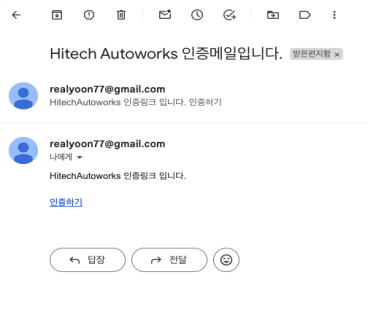 Hitech Autoworks 인증메일입니다. 받은편지함 ×
realyoon77@gmail.com
HitechAutoworks 인증링크 입니다. 인증하기
realyoon77@gmail.com
나에게
HitechAutoworks 인증링크 입니다.
인증하기
답장
전달